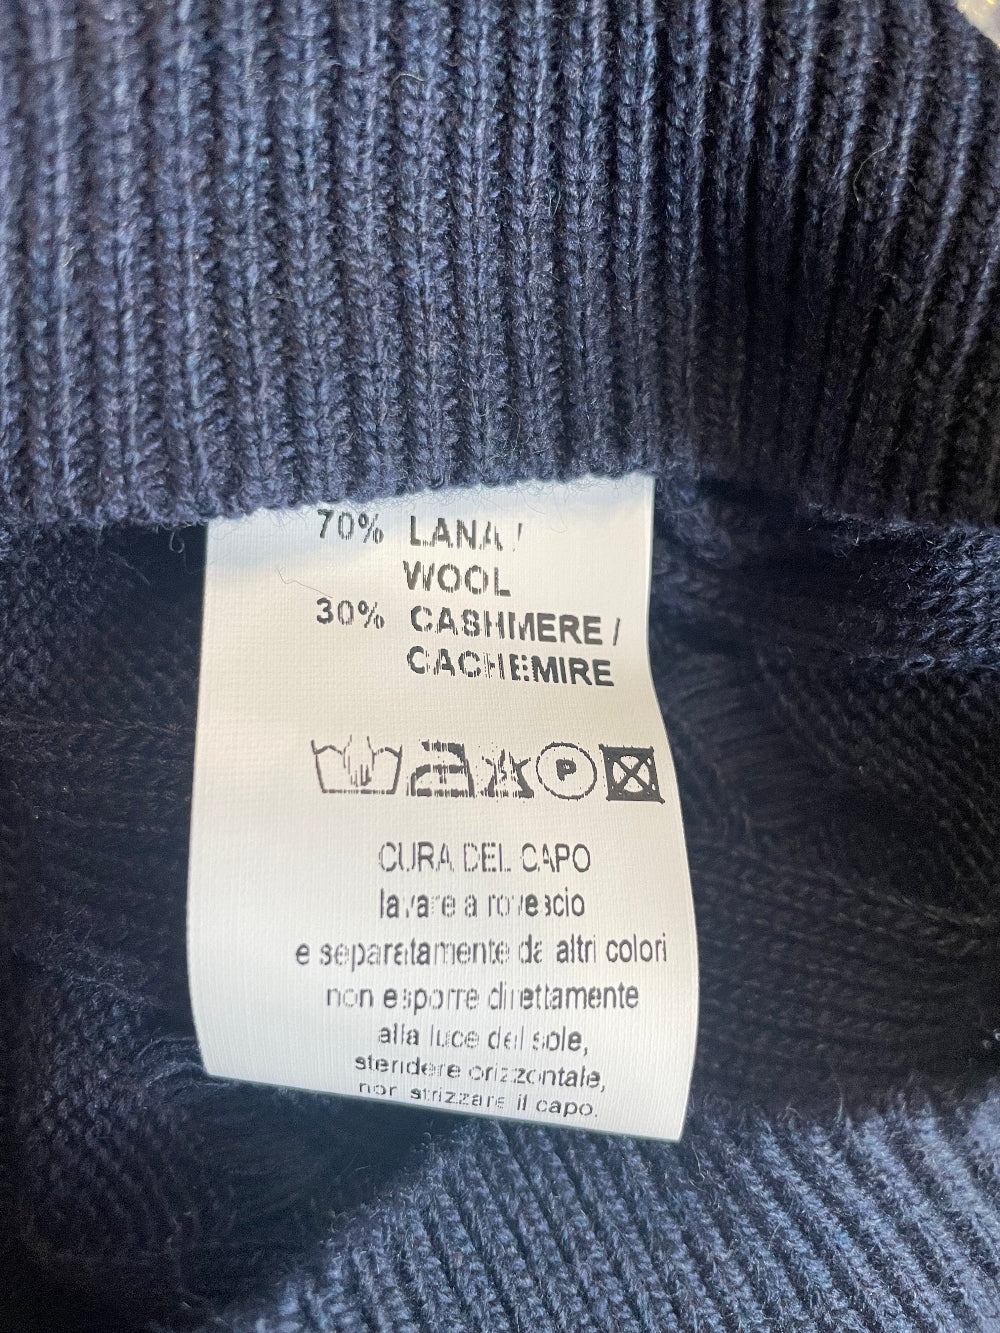 70% LANA /
WOOL
30% CASHMERE /
CACHEMIRE
P
CURA DEL CAPO
lavare a rovescio
e separatamente da altri colori
non esporre direttamente
alla luce del sole,
stendere orizzontale,
non strizzare il capo.